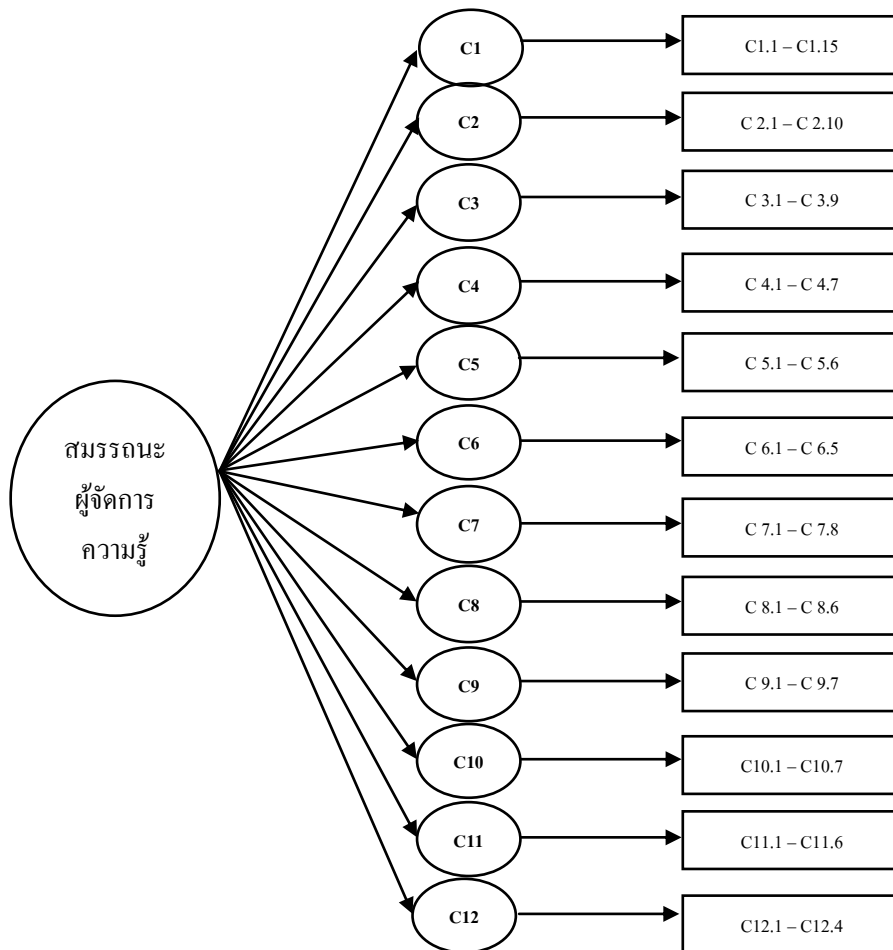 C1
C1.1 – C1.15
C2
C 2.1 – C 2.10
C3
C 3.1 – C 3.9
C4
C 4.1 – C 4.7
C5
C 5.1 – C 5.6
สมรรถนะ
ผู้จัดการ
ความรู้
C6
C 6.1 – C 6.5
C7
C 7.1 – C 7.8
C8
C 8.1 – C 8.6
C9
C 9.1 – C 9.7
C10
C10.1 – C10.7
C11
C11.1 – C11.6
C12
C12.1 – C12.4